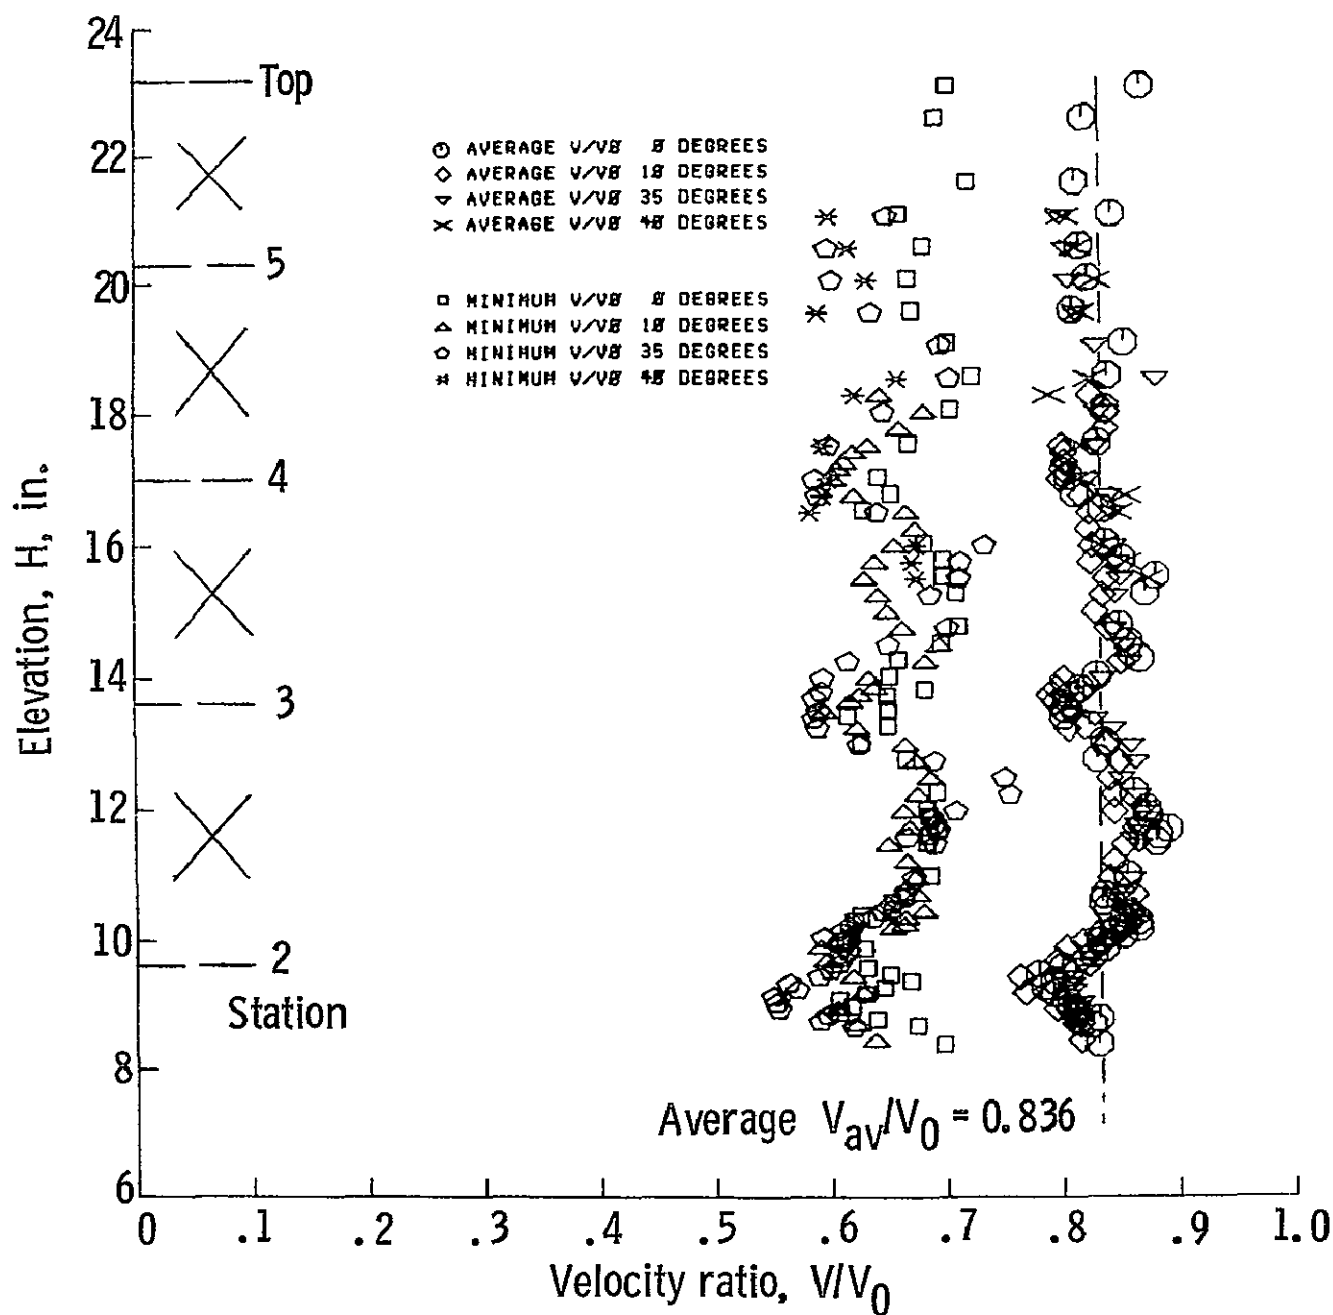 24
Top
22
AVERAGE V/V0 0 DEGREES
AVERAGE V/V0 10 DEGREES
AVERAGE V/V0 35 DEGREES
AVERAGE V/V0 40 DEGREES
5
20
MINIMUM V/V0 0 DEGREES
MINIMUM V/V0 10 DEGREES
MINIMUM V/V0 35 DEGREES
MINIMUM V/V0 40 DEGREES
18
4
16
Elevation, H, in.
14
3
12
10
2
Station
8
Average Vav/V0 = 0.836
6
0 .1 .2 .3 .4 .5 .6 .7 .8 .9 1.0
Velocity ratio, V/V0